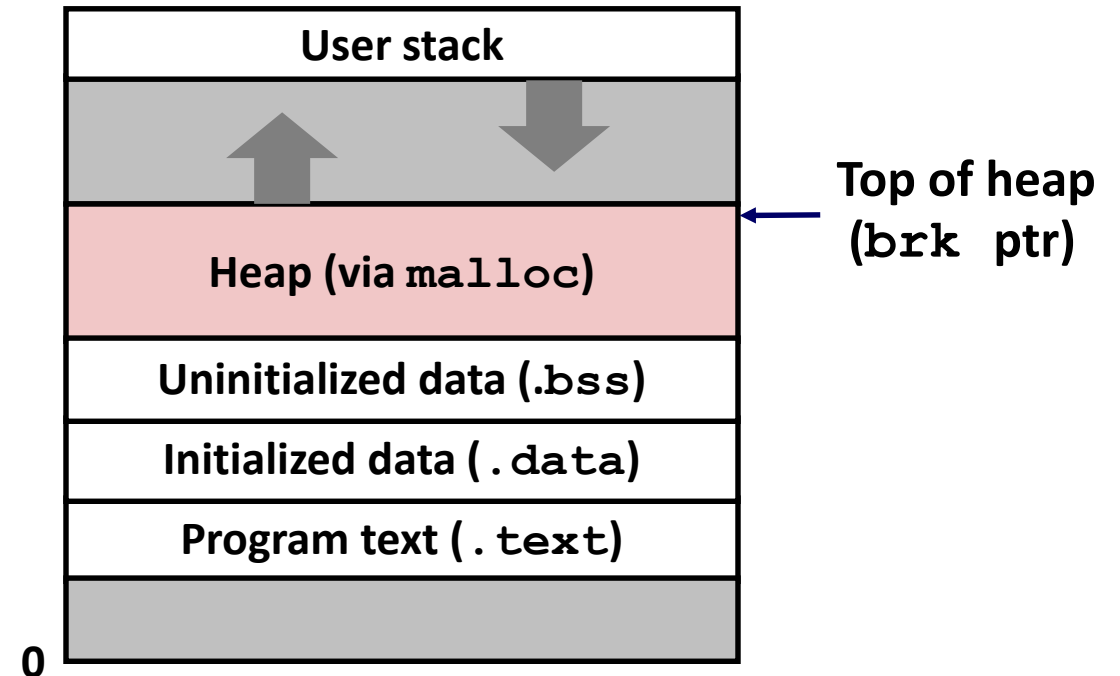 User stack
Top of heap
(brk ptr)
Heap (via malloc)
Uninitialized data (.bss)
Initialized data (.data)
Program text (.text)
0